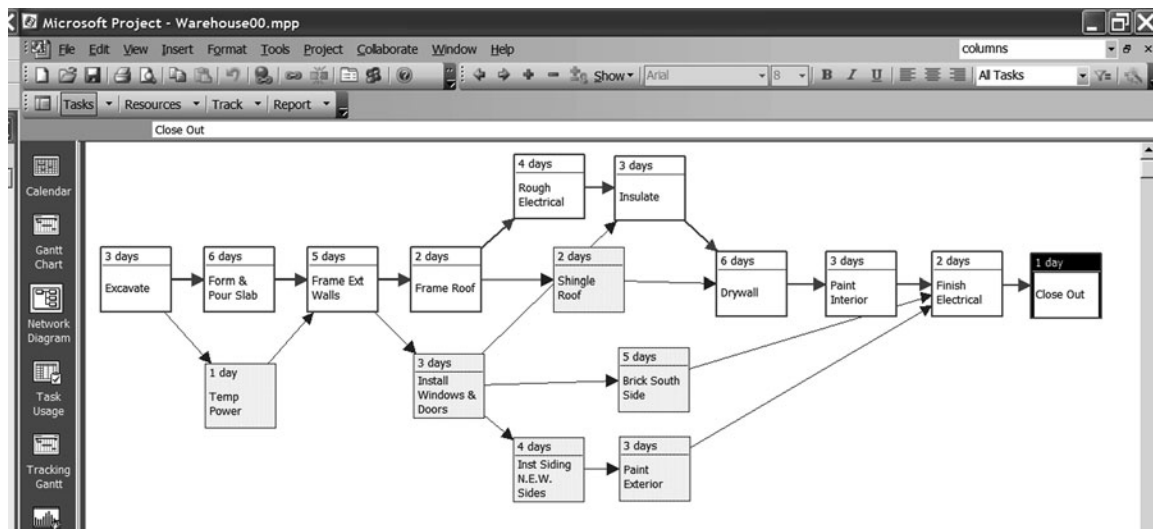 Microsoft Project - Warehouse00.mpp
File Edit View Insert Format Tools Project Collaborate Window Help
columns
Show
Arial
8
B I U
All Tasks
Tasks Resources Track Report
Close Out
Calendar
Gantt
Chart
Network
Diagram
Task
Usage
Tracking
Gantt
4 days
Rough
Electrical
3 days
Insulate
3 days
Excavate
6 days
Form &
Pour Slab
5 days
Frame Ext
Walls
2 days
Frame Roof
2 days
Shingle
Roof
6 days
Drywall
3 days
Paint
Interior
2 days
Finish
Electrical
1 day
Close Out
1 day
Temp
Power
3 days
Install
Windows &
Doors
5 days
Brick South
Side
4 days
Inst Siding
N.E.W.
Sides
3 days
Paint
Exterior